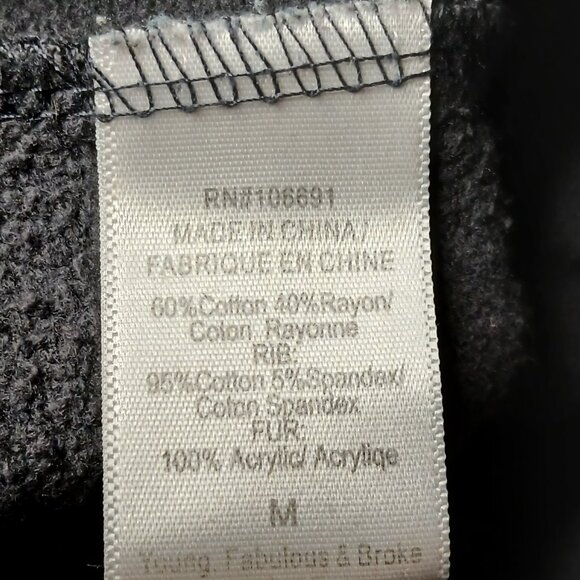 RN#106691
MADE IN CHINA/
FABRIQUE EN CHINE
60%Cotton 40%Rayon/
Coton Rayonne
RIB:
95%Cotton 5%Spandex/
Coton Spandex
FUR:
100% Acrylic/ Acryliqe
M
Young, Fabulous & Broke